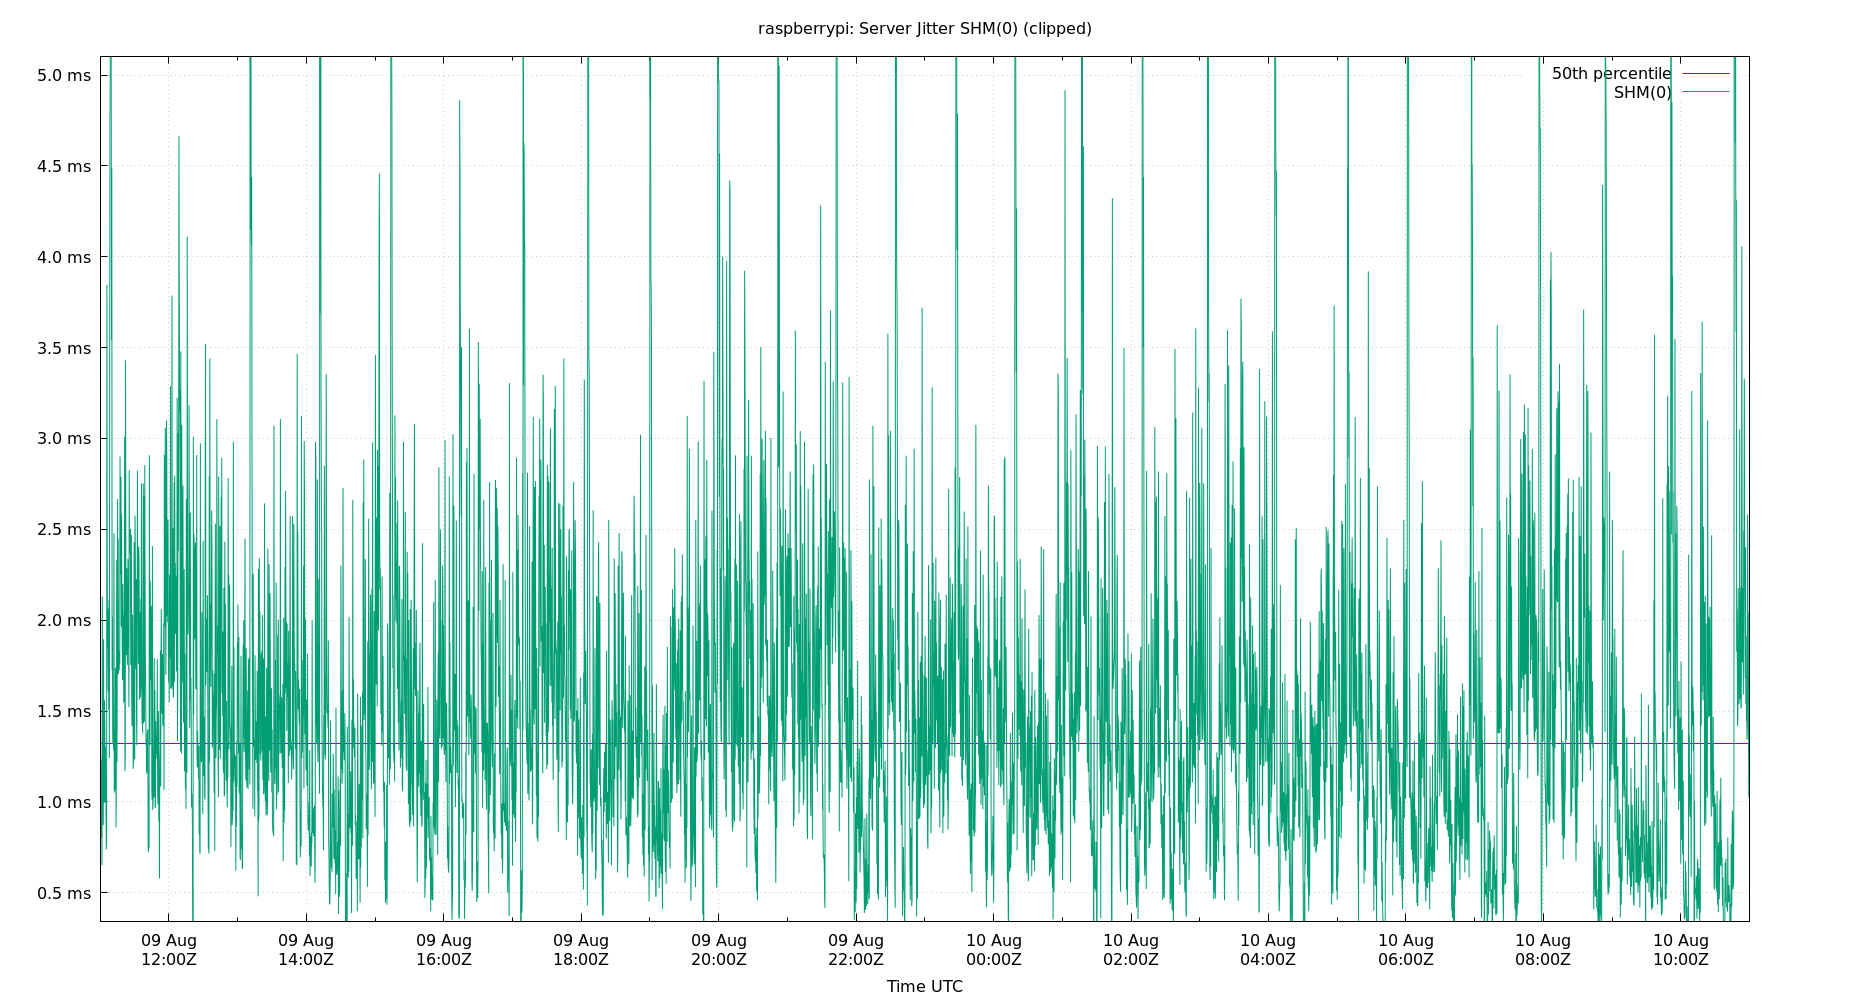 raspberrypi: Server Jitter SHM(0) (clipped)
5.0 ms
50th percentile
SHM(0)
4.5 ms
4.0 ms
3.5 ms
3.0 ms
2.5 ms
2.0 ms
1.5 ms
1.0 ms
0.5 ms
09 Aug 09 Aug 09 Aug 09 Aug 09 Aug 09 Aug 10 Aug 10 Aug 10 Aug 10 Aug 10 Aug 10 Aug
12:00Z 14:00Z 16:00Z 18:00Z 20:00Z 22:00Z 00:00Z 02:00Z 04:00Z 06:00Z 08:00Z 10:00Z
Time UTC